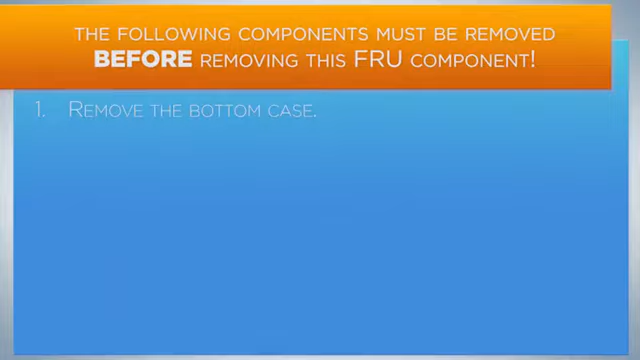 THE FOLLOWING COMPONENTS MUST BE REMOVED
BEFORE REMOVING THIS FRU COMPONENT!
1. REMOVE THE BOTTOM CASE.